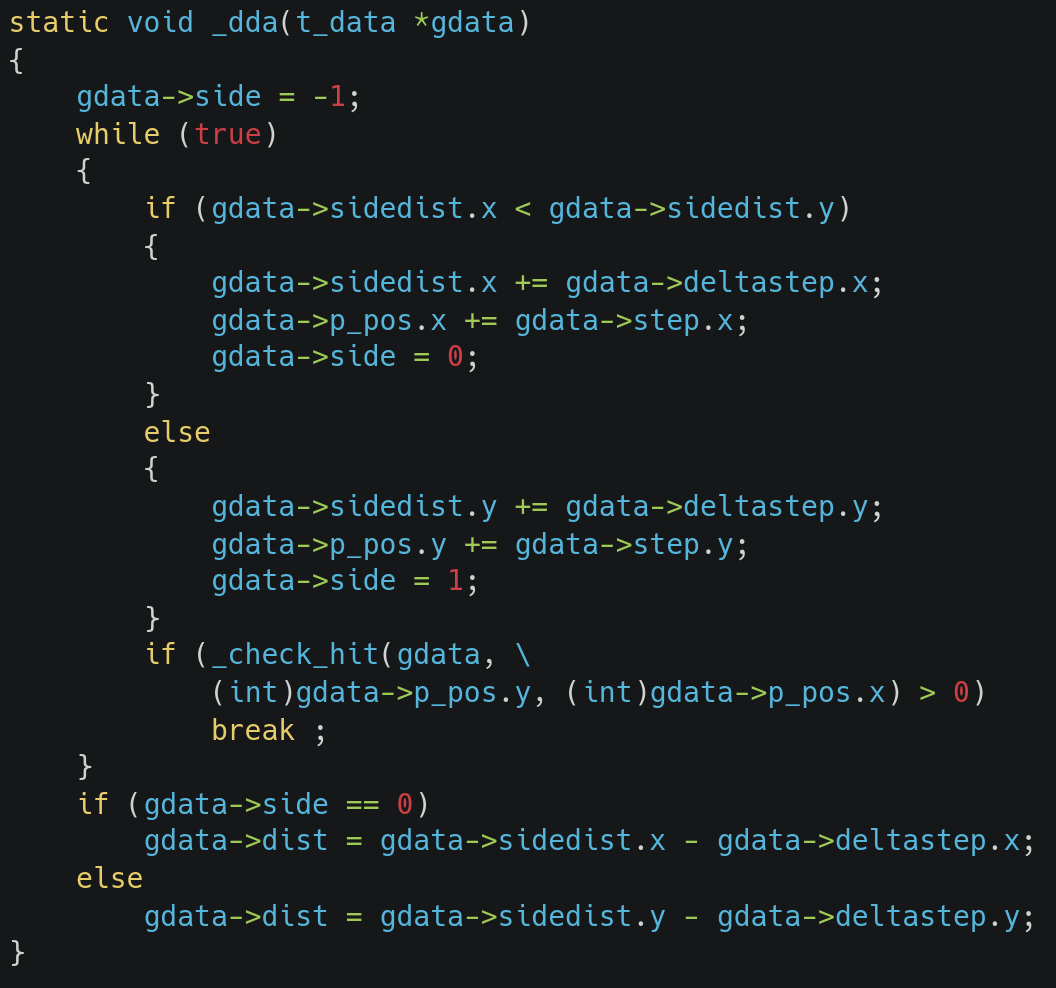 static void _dda(t_data *gdata)
{
    gdata->side = -1;
    while (true)
    {
        if (gdata->sidedist.x < gdata->sidedist.y)
        {
            gdata->sidedist.x += gdata->deltastep.x;
            gdata->p_pos.x += gdata->step.x;
            gdata->side = 0;
        }
        else
        {
            gdata->sidedist.y += gdata->deltastep.y;
            gdata->p_pos.y += gdata->step.y;
            gdata->side = 1;
        }
        if (_check_hit(gdata, \
            (int)gdata->p_pos.y, (int)gdata->p_pos.x) > 0)
            break ;
    }
    if (gdata->side == 0)
        gdata->dist = gdata->sidedist.x - gdata->deltastep.x;
    else
        gdata->dist = gdata->sidedist.y - gdata->deltastep.y;
}